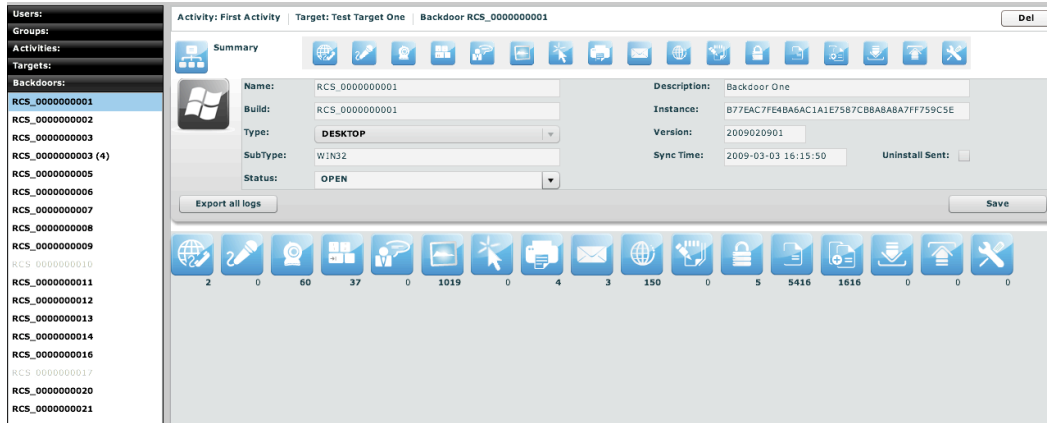 Users:
Groups:
Activities:
Targets:
Backdoors:
RCS_0000000001
RCS_0000000002
RCS_0000000003
RCS_0000000003 (4)
RCS_0000000005
RCS_0000000006
RCS_0000000007
RCS_0000000008
RCS_0000000009
RCS_0000000010
RCS_0000000011
RCS_0000000012
RCS_0000000013
RCS_0000000014
RCS_0000000016
RCS_0000000017
RCS_0000000020
RCS_0000000021
Activity: First Activity Target: Test Target One Backdoor RCS_0000000001 Del
Summary
Name: RCS_0000000001 Description: Backdoor One
Build: RCS_0000000001 Instance: B77EAC7FE4BA6AC1A1E7587CB8A8A8A7FF759C5E
Type: DESKTOP Version: 2009020901
SubType: WIN32 Sync Time: 2009-03-03 16:15:50 Uninstall Sent:
Status: OPEN
Export all logs Save
2 0 60 37 0 1019 0 4 3 150 0 5 5416 1616 0 0 0